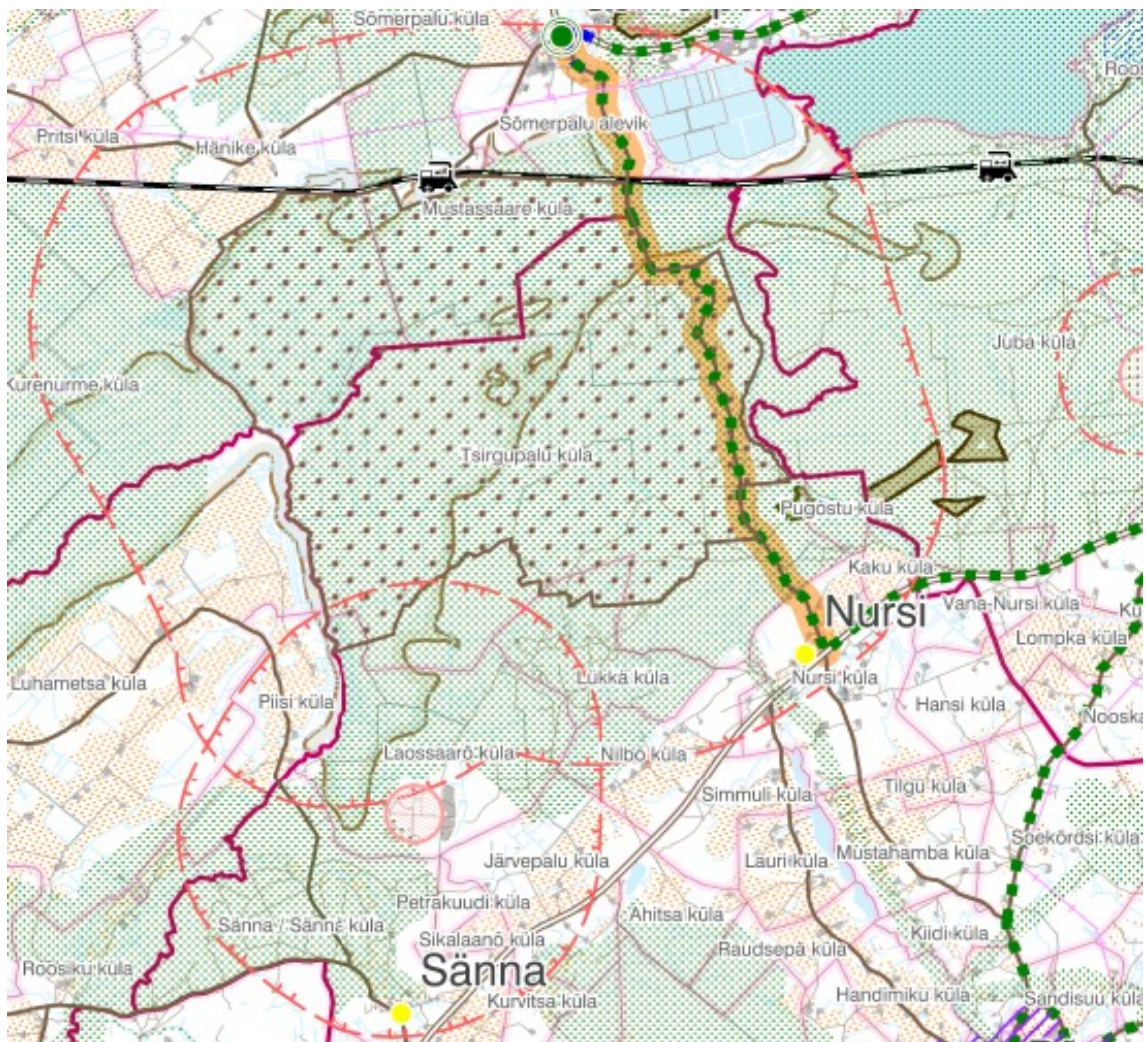 Sõmerpalu küla
Roos
Pritsi küla
Hänike küla
Sõmerpalu alevik
Mustassaare küla
Juba küla
Kurenurme küla
Tsirgupalu küla
Pugõstu küla
Kaku küla
Nursi
Vana-Nursi küla
Ku
Lompka küla
Luhametsa küla
Piisi küla
Lükkä küla
Nursi küla
Hansi küla
Nooska
Laossaarõ küla
Nilbõ küla
Simmuli küla
Tilgu küla
Soekõrdsi küla
Järvepalu küla
Lauri küla
Mustahamba küla
Petrakuudi küla
Ahitsa küla
Sänna / Sännä küla
Sikalaanõ küla
Raudsepä küla
Kiidi küla
Roosiku küla
Sänna
Kurvitsa küla
Handimiku küla
Sandisuu küla